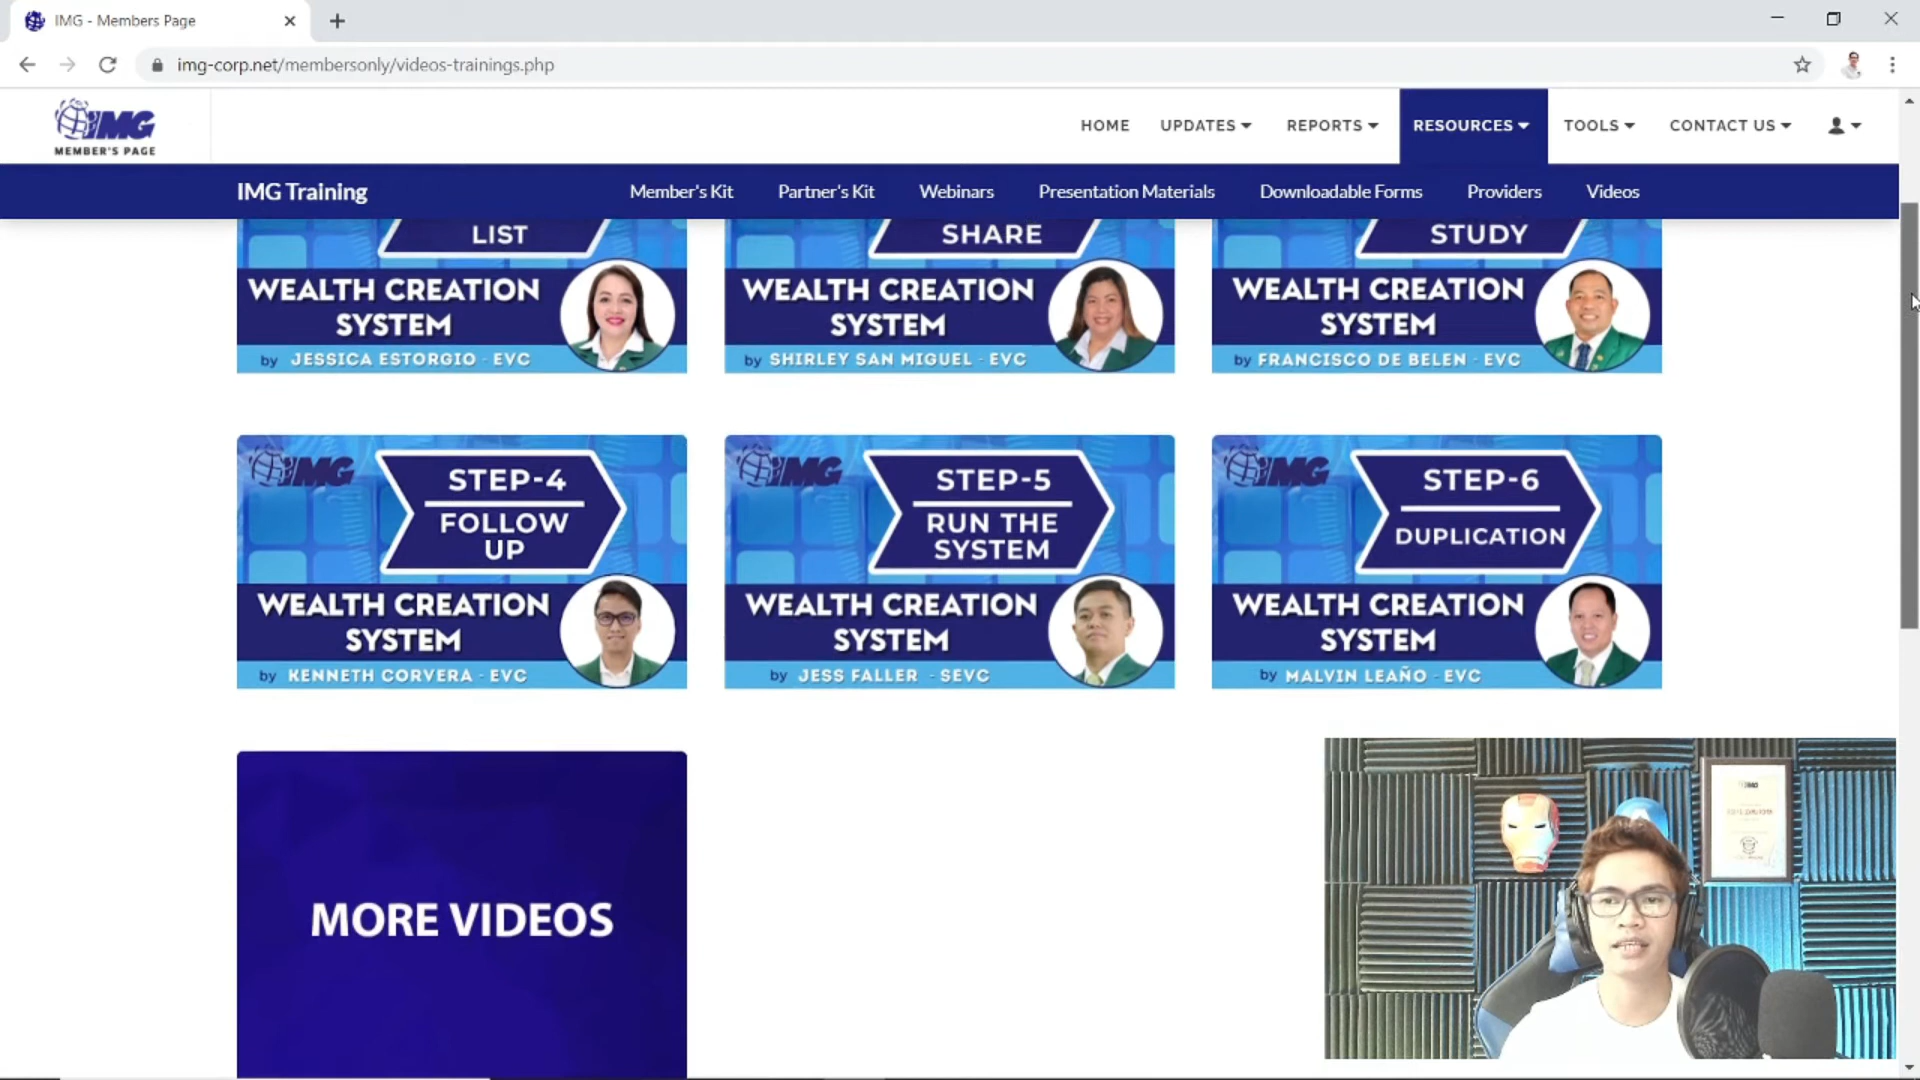 IMG - Members Page
img-corp.net/membersonly/videos-trainings.php
IMG
MEMBER'S PAGE
HOME
UPDATES
REPORTS
RESOURCES
TOOLS
CONTACT US
IMG Training
Member's Kit
Partner's Kit
Webinars
Presentation Materials
Downloadable Forms
Providers
Videos
LIST
WEALTH CREATION
SYSTEM
by JESSICA ESTORGIO - EVC
SHARE
WEALTH CREATION
SYSTEM
by SHIRLEY SAN MIGUEL - EVC
STUDY
WEALTH CREATION
SYSTEM
by FRANCISCO DE BELEN - EVC
IMG
STEP-4
FOLLOW
UP
WEALTH CREATION
SYSTEM
by KENNETH CORVERA - EVC
IMG
STEP-5
RUN THE
SYSTEM
WEALTH CREATION
SYSTEM
by JESS FALLER - SEVC
IMG
STEP-6
DUPLICATION
WEALTH CREATION
SYSTEM
by MALVIN LEAÑO - EVC
MORE VIDEOS